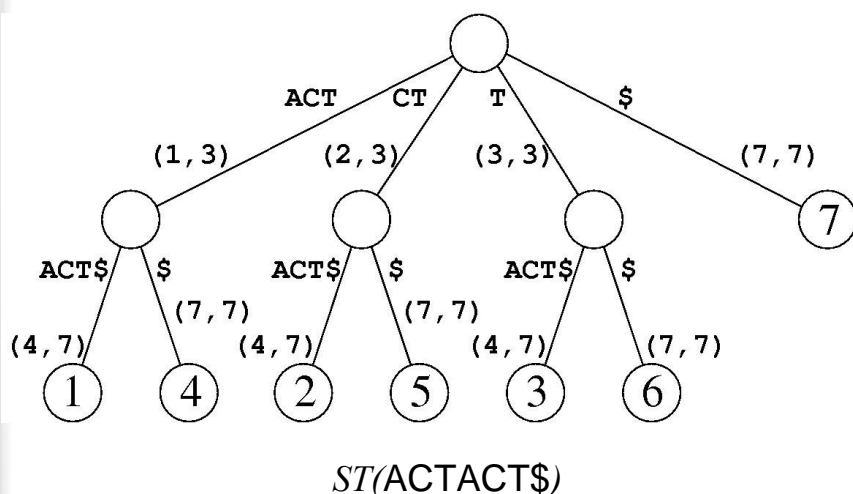 ACT CT T $
(1,3) (2,3) (3,3) (7,7)
7
ACT$ $ ACT$ $ ACT$ $
(7,7) (7,7)
(4,7) (4,7) (4,7) (7,7)
1 4 2 5 3 6
ST(ACTACT$)